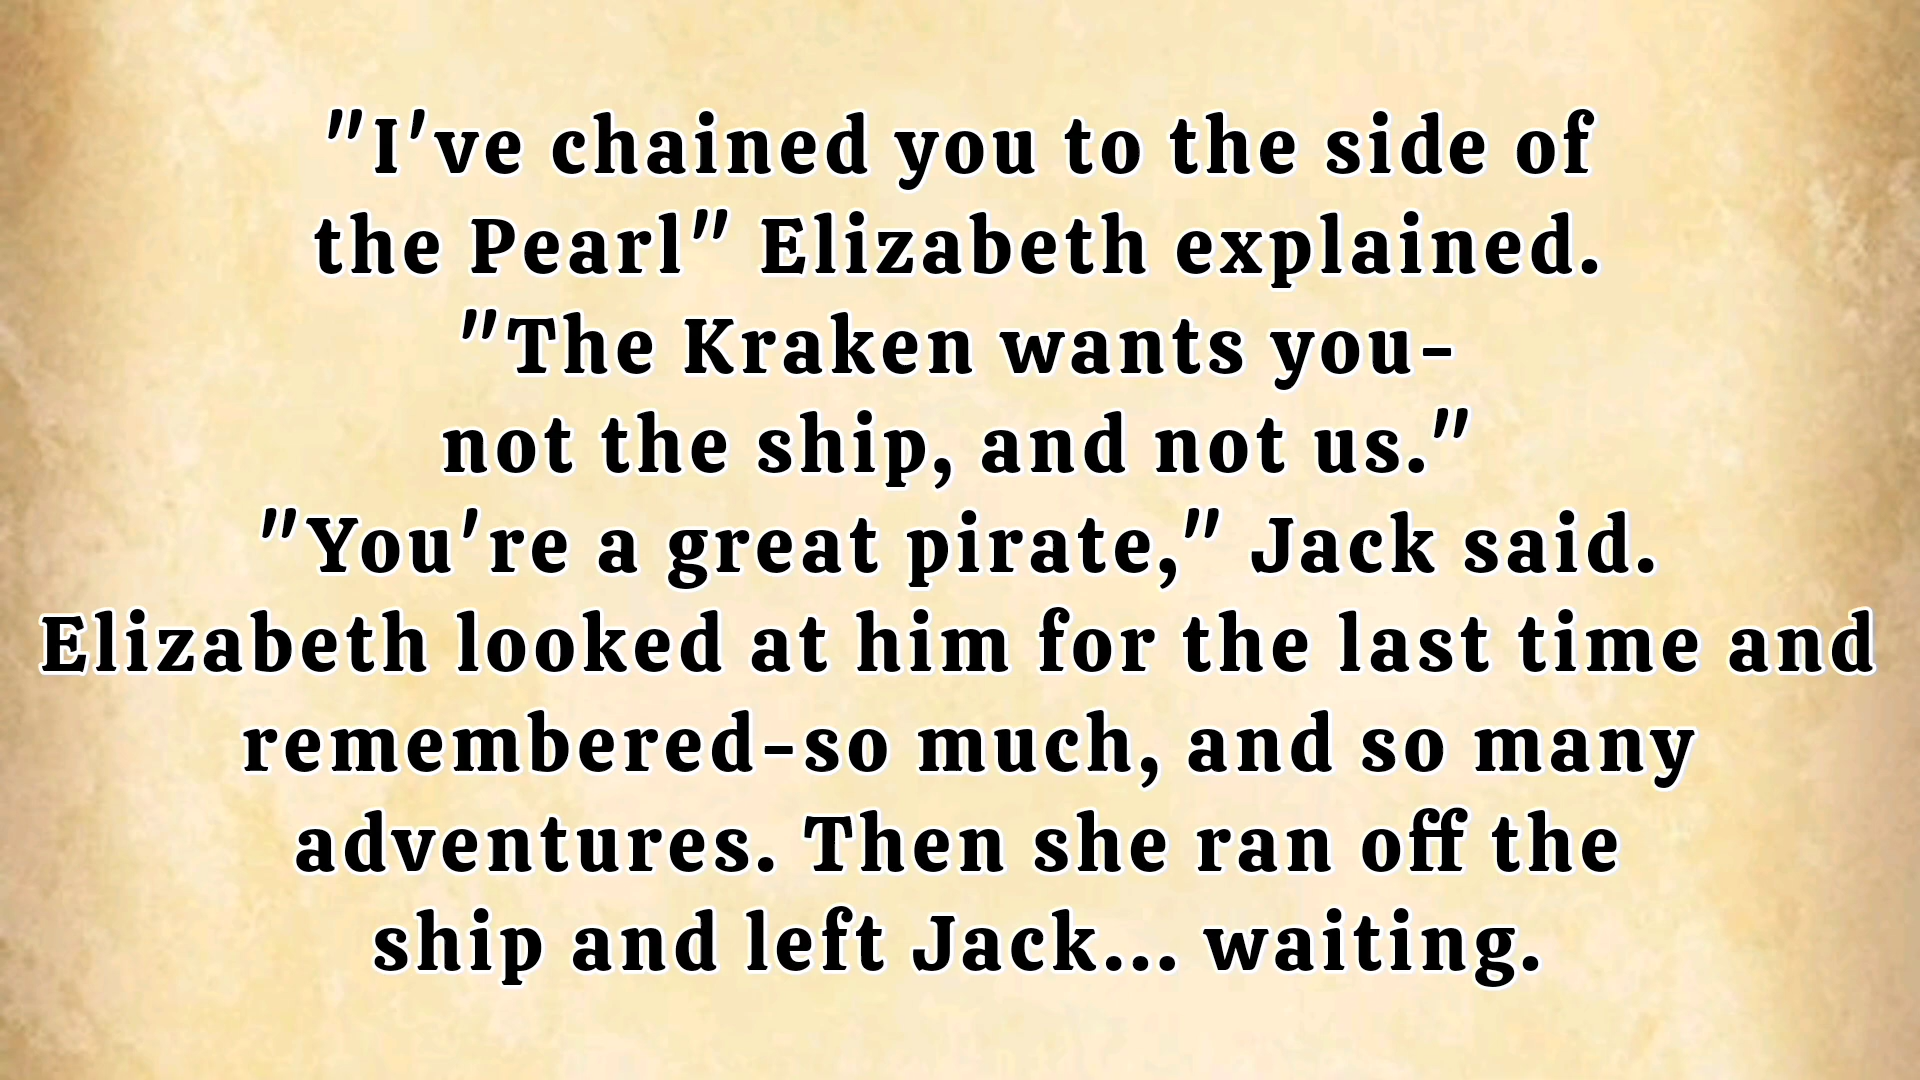 "I've chained you to the side of
the Pearl" Elizabeth explained.
"The Kraken wants you-
not the ship, and not us."
"You're a great pirate," Jack said.
Elizabeth looked at him for the last time and
remembered-so much, and so many
adventures. Then she ran off the
ship and left Jack... waiting.